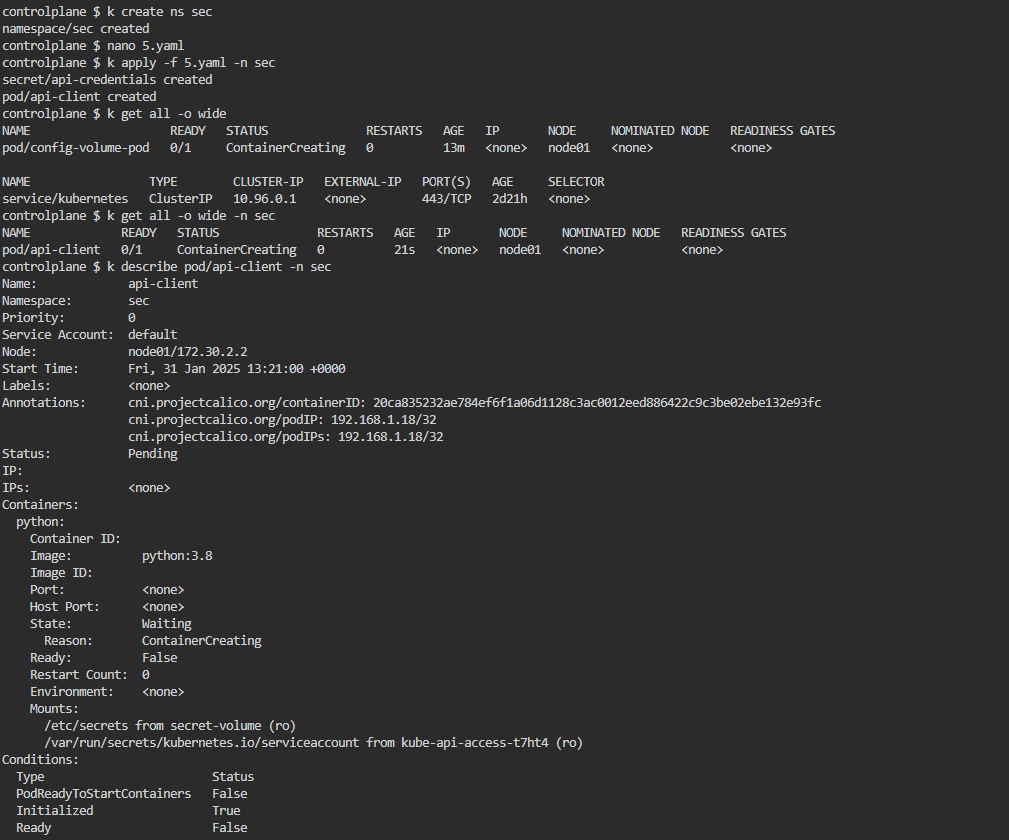 controlplane $ k create ns sec
namespace/sec created
controlplane $ nano 5.yaml
controlplane $ k apply -f 5.yaml -n sec
secret/api-credentials created
pod/api-client created
controlplane $ k get all -o wide
NAME                    READY   STATUS              RESTARTS   AGE   IP       NODE     NOMINATED NODE   READINESS GATES
pod/config-volume-pod   0/1     ContainerCreating   0          13m   <none>   node01   <none>           <none>

NAME                 TYPE        CLUSTER-IP   EXTERNAL-IP   PORT(S)   AGE     SELECTOR
service/kubernetes   ClusterIP   10.96.0.1    <none>        443/TCP   2d21h   <none>
controlplane $ k get all -o wide -n sec
NAME             READY   STATUS              RESTARTS   AGE   IP       NODE     NOMINATED NODE   READINESS GATES
pod/api-client   0/1     ContainerCreating   0          21s   <none>   node01   <none>           <none>
controlplane $ k describe pod/api-client -n sec
Name:             api-client
Namespace:        sec
Priority:         0
Service Account:  default
Node:             node01/172.30.2.2
Start Time:       Fri, 31 Jan 2025 13:21:00 +0000
Labels:           <none>
Annotations:      cni.projectcalico.org/containerID: 20ca835232ae784ef6f1a06d1128c3ac0012eed886422c9c3be02ebe132e93fc
                  cni.projectcalico.org/podIP: 192.168.1.18/32
                  cni.projectcalico.org/podIPs: 192.168.1.18/32
Status:           Pending
IP:
IPs:              <none>
Containers:
  python:
    Container ID:
    Image:          python:3.8
    Image ID:
    Port:           <none>
    Host Port:      <none>
    State:          Waiting
      Reason:       ContainerCreating
    Ready:          False
    Restart Count:  0
    Environment:    <none>
    Mounts:
      /etc/secrets from secret-volume (ro)
      /var/run/secrets/kubernetes.io/serviceaccount from kube-api-access-t7ht4 (ro)
Conditions:
  Type                        Status
  PodReadyToStartContainers   False
  Initialized                 True
  Ready                       False